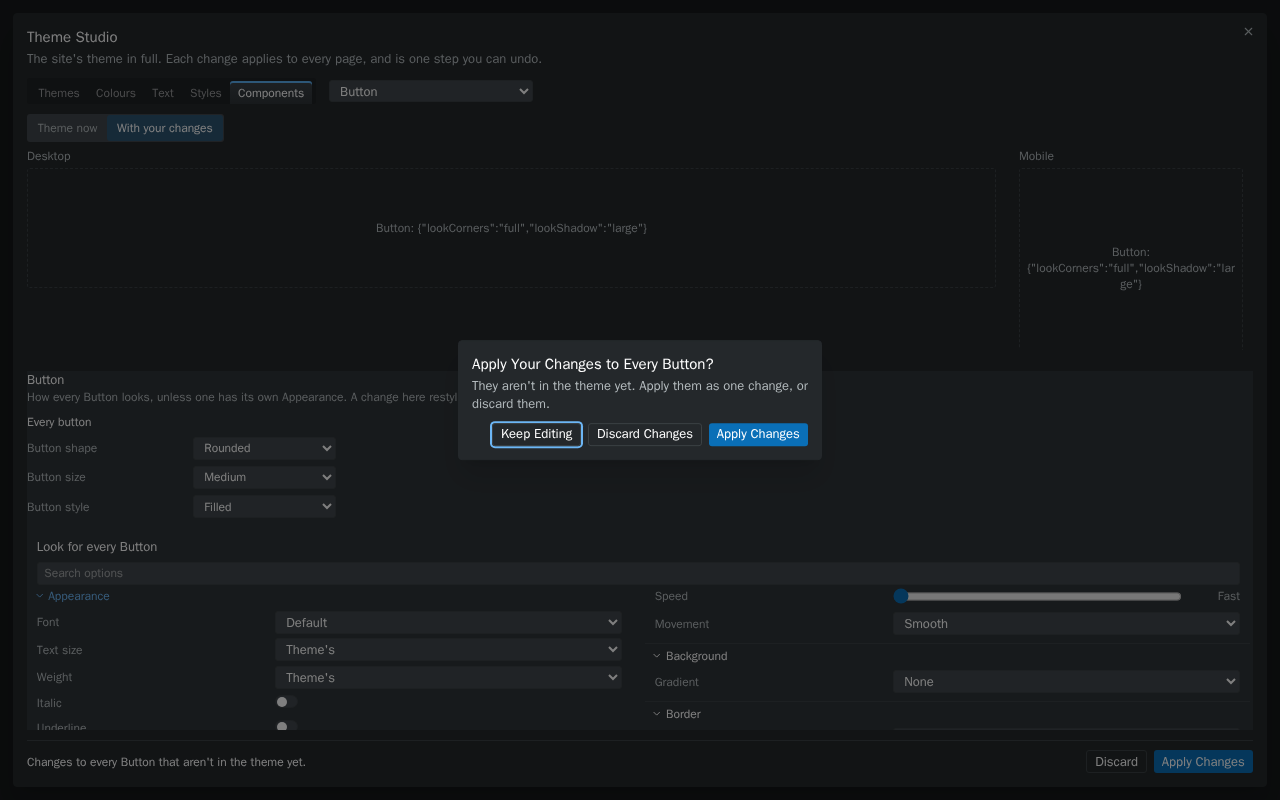 Theme Studio
The site's theme in full. Each change applies to every page, and is one step you can undo.
Themes
Colours
Text
Styles
Components
Button
Theme now
With your changes
Desktop
Mobile
Button: {"lookCorners":"full","lookShadow":"large"}
Button:
{"lookCorners":"full","lookShadow":"lar
ge"}
Apply Your Changes to Every Button?
They aren't in the theme yet. Apply them as one change, or
discard them.
Keep Editing
Discard Changes
Apply Changes
Button
How every Button looks, unless one has its own Appearance. A change here restyl
Every button
Button shape
Rounded
Button size
Medium
Button style
Filled
Look for every Button
Search options
Appearance
Font
Default
Text size
Theme's
Weight
Theme's
Italic
Underline
Speed
Fast
Movement
Smooth
Background
Gradient
None
Border
Changes to every Button that aren't in the theme yet.
Discard
Apply Changes